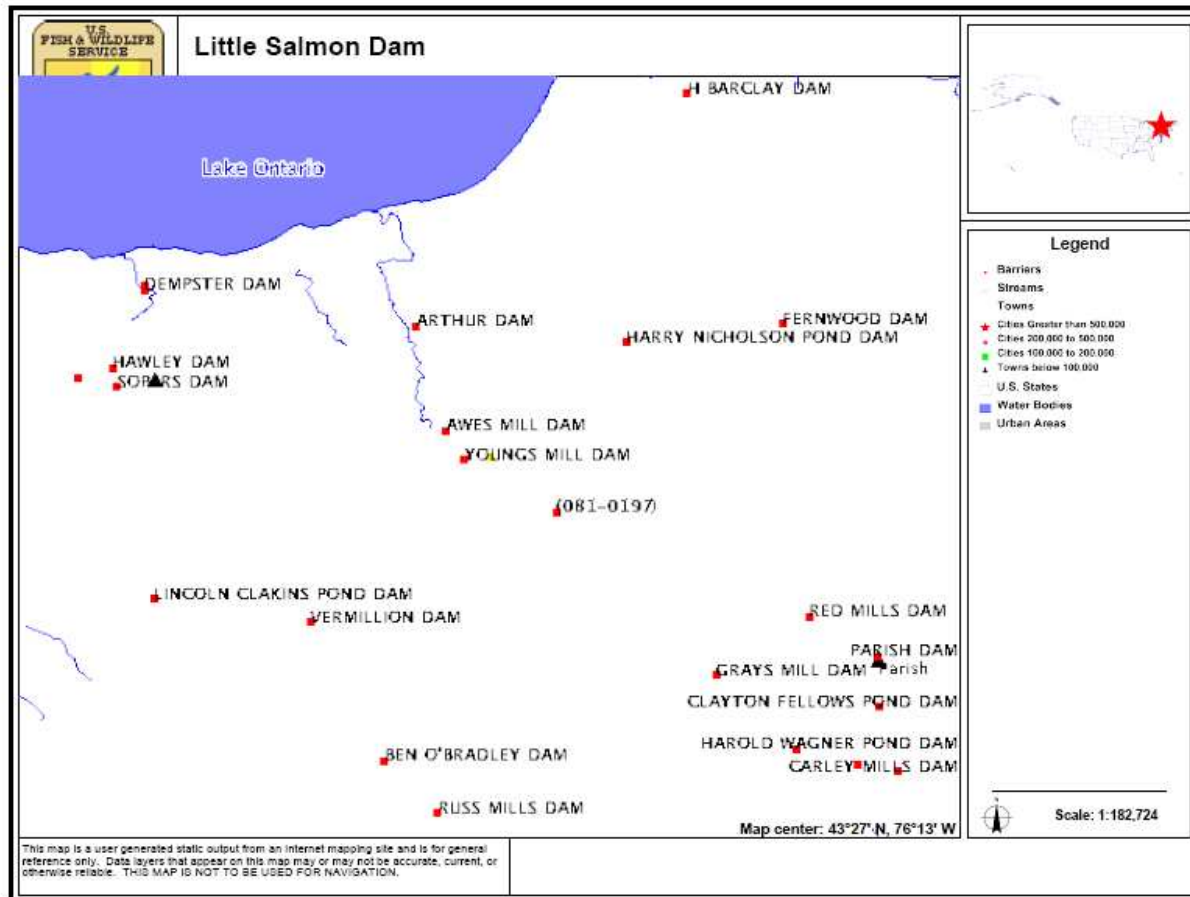 U.S.
FISH & WILDLIFE
SERVICE
Little Salmon Dam
H BARCLAY DAM
Lake Ontario
DEMPSTER DAM
ARTHUR DAM
FERNWOOD DAM
HARRY NICHOLSON POND DAM
HAWLEY DAM
SOBARS DAM
AWES MILL DAM
YOUNGS MILL DAM
(081-0197)
LINCOLN CLAKINS POND DAM
VERMILLION DAM
RED MILLS DAM
PARISH DAM
GRAYS MILL DAM
Parish
CLAYTON FELLOWS POND DAM
HAROLD WAGNER POND DAM
BEN O'BRADLEY DAM
CARLEY MILLS DAM
RUSS MILLS DAM
Map center: 43°27' N, 76°13' W
Legend
Barriers
Streams
Towns
Cities Greater than 500,000
Cities 200,000 to 500,000
Cities 100,000 to 200,000
Towns below 100,000
U.S. States
Water Bodies
Urban Areas
Scale: 1:182,724
This map is a user generated static output from an Internet mapping site and is for general
reference only. Data layers that appear on this map may or may not be accurate, current, or
otherwise reliable. THIS MAP IS NOT TO BE USED FOR NAVIGATION.